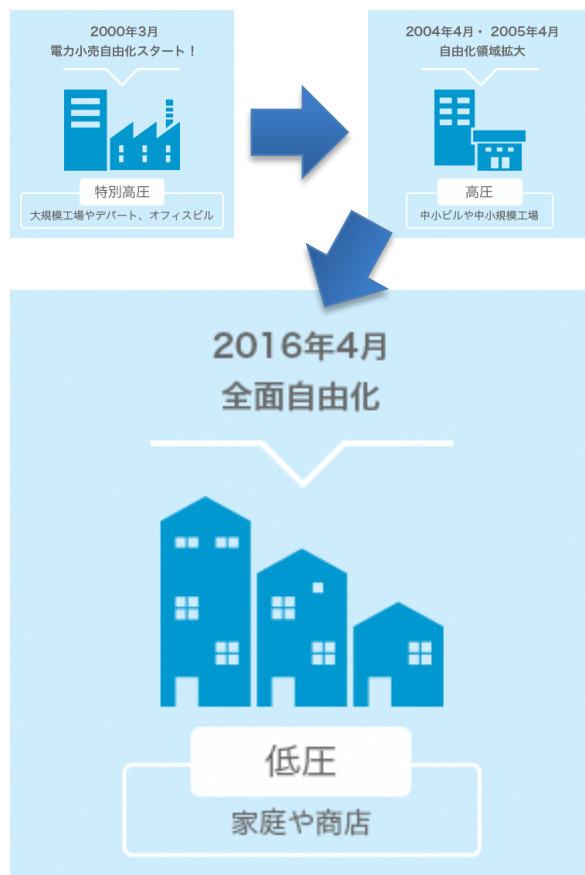 2000年3月
電力小売自由化スタート！
特別高圧
大規模工場やデパート、オフィスビル
2004年4月・ 2005年4月
自由化領域拡大
高圧
中小ビルや中小規模工場
2016年4月
全面自由化
低圧
家庭や商店